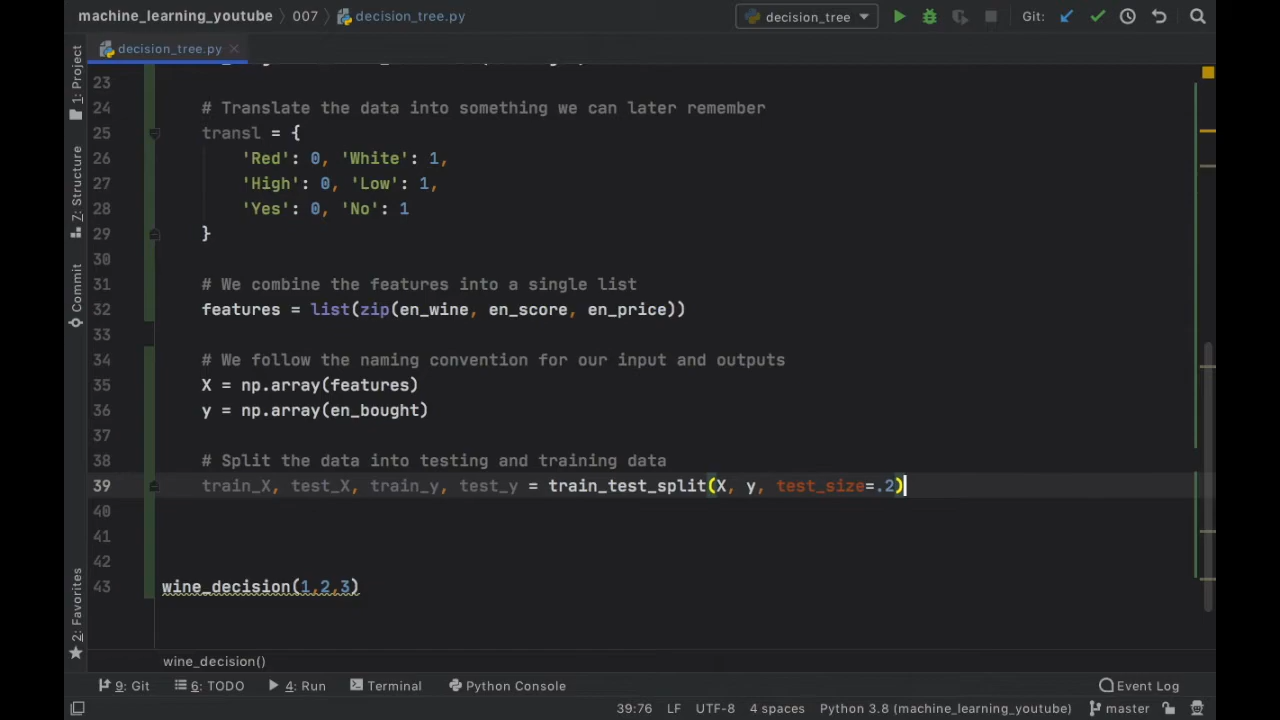 machine_learning_youtube 007 decision_tree.py decision_tree Git:
decision_tree.py
1: Project
7: Structure
Commit
2: Favorites
23
24 # Translate the data into something we can later remember
25 transl = {
26 'Red': 0, 'White': 1,
27 'High': 0, 'Low': 1,
28 'Yes': 0, 'No': 1
29 }
30
31 # We combine the features into a single list
32 features = list(zip(en_wine, en_score, en_price))
33
34 # We follow the naming convention for our input and outputs
35 X = np.array(features)
36 y = np.array(en_bought)
37
38 # Split the data into testing and training data
39 train_X, test_X, train_y, test_y = train_test_split(X, y, test_size=.2)
40
41
42
43 wine_decision(1,2,3)
wine_decision()
9: Git 6: TODO 4: Run Terminal Python Console Event Log
39:76 LF UTF-8 4 spaces Python 3.8 (machine_learning_youtube) master